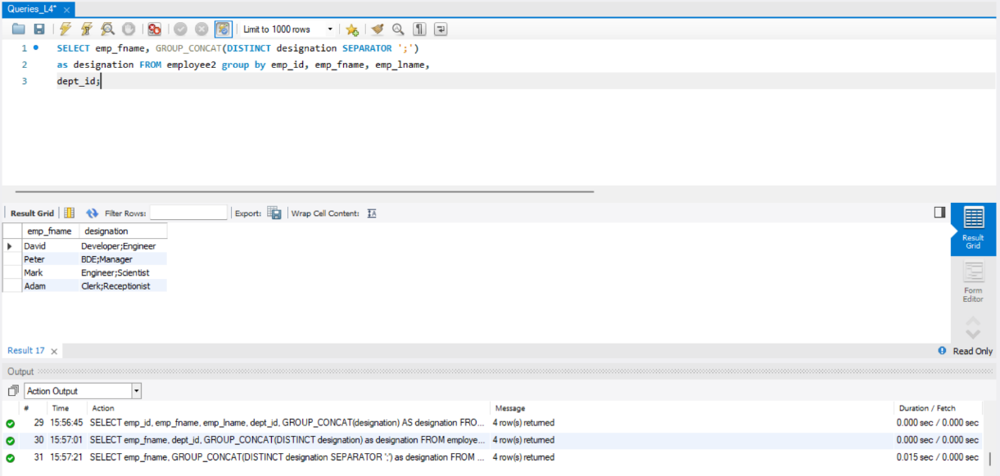 Queries_L4*
Limit to 1000 rows
1 SELECT emp_fname, GROUP_CONCAT(DISTINCT designation SEPARATOR ';')
2 as designation FROM employee2 group by emp_id, emp_fname, emp_lname,
3 dept_id;
Result Grid Filter Rows: Export: Wrap Cell Content: IA
emp_fname designation
David Developer;Engineer
Peter BDE;Manager
Mark Engineer;Scientist
Adam Clerk;Receptionist
Result
Grid
Form
Editor
Result 17 Read Only
Output
Action Output
# Time Action Message Duration / Fetch
29 15:56:45 SELECT emp_id, emp_fname, emp_lname, dept_id, GROUP_CONCAT(designation) AS designation FRO... 4 row(s) returned 0.000 sec / 0.000 sec
30 15:57:01 SELECT emp_fname, dept_id, GROUP_CONCAT(DISTINCT designation) as designation FROM employe... 4 row(s) returned 0.000 sec / 0.000 sec
31 15:57:21 SELECT emp_fname, GROUP_CONCAT(DISTINCT designation SEPARATOR ';') as designation FROM ... 4 row(s) returned 0.015 sec / 0.000 sec